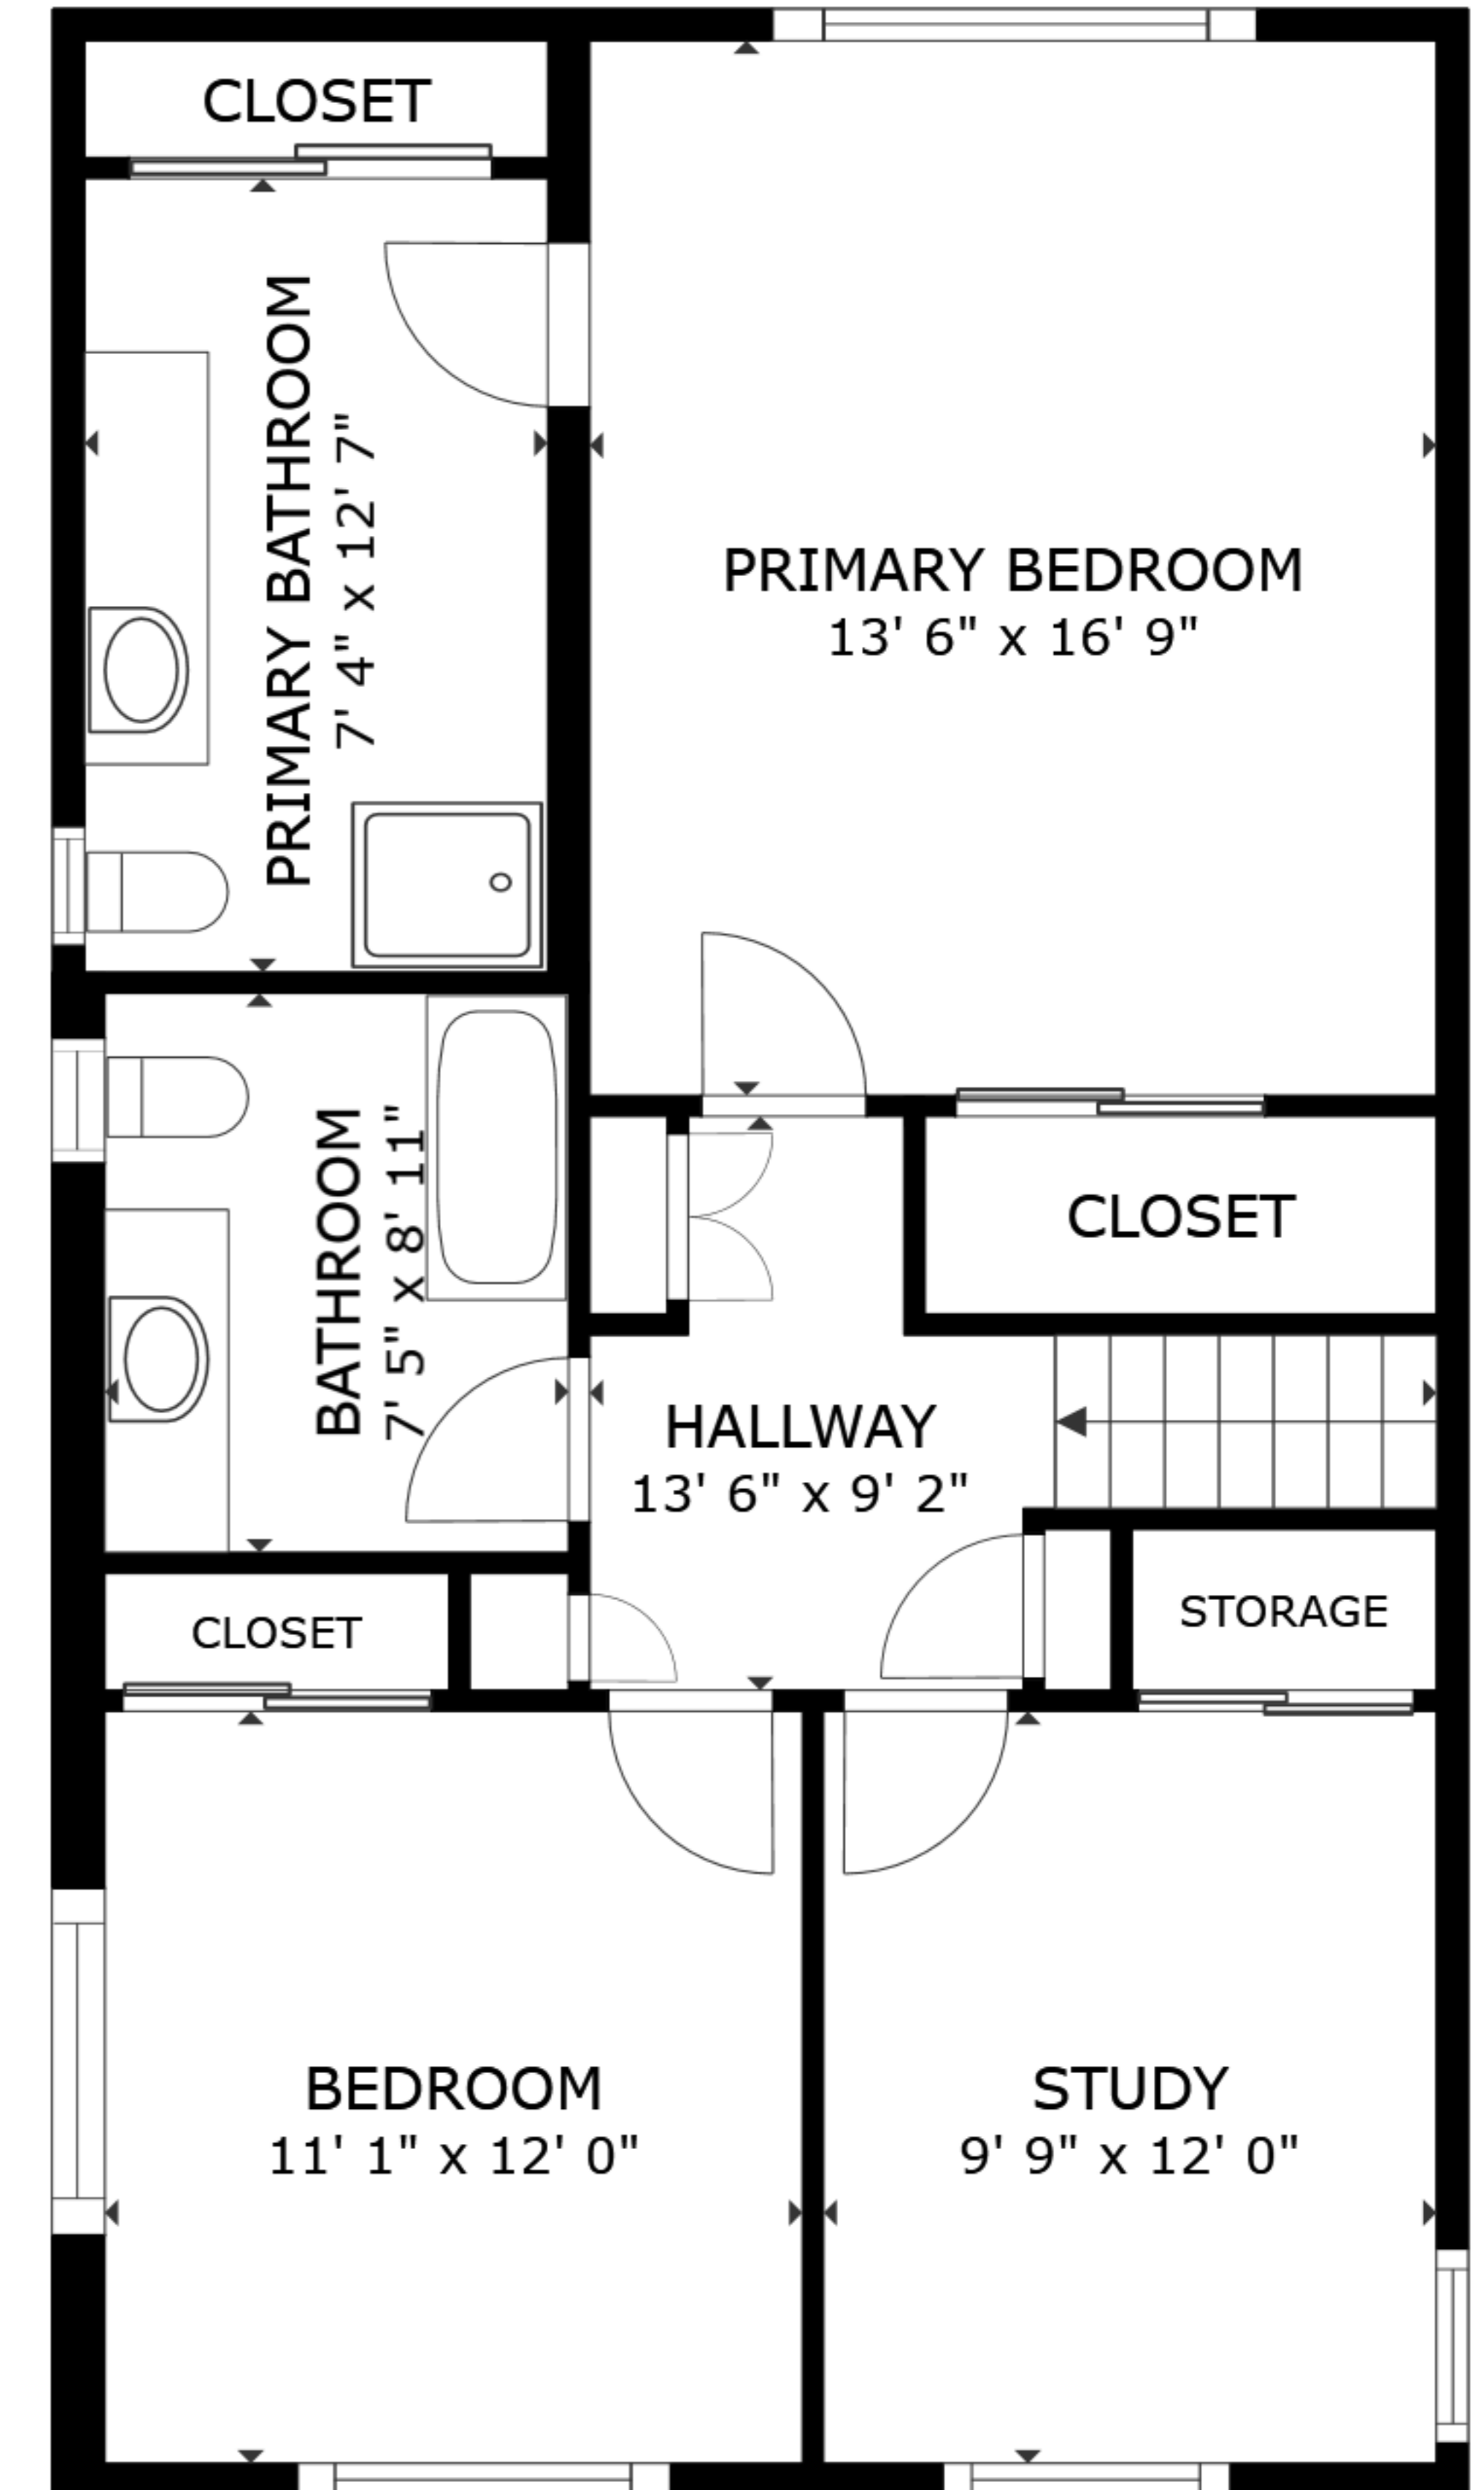 CLOSET
PRIMARY BATHROOM
7' 4" x 12' 7"
PRIMARY BEDROOM
13' 6" x 16' 9"
BATHROOM
7' 5" x 8' 11"
CLOSET
HALLWAY
13' 6" x 9' 2"
CLOSET
STORAGE
BEDROOM
11' 1" x 12' 0"
STUDY
9' 9" x 12' 0"